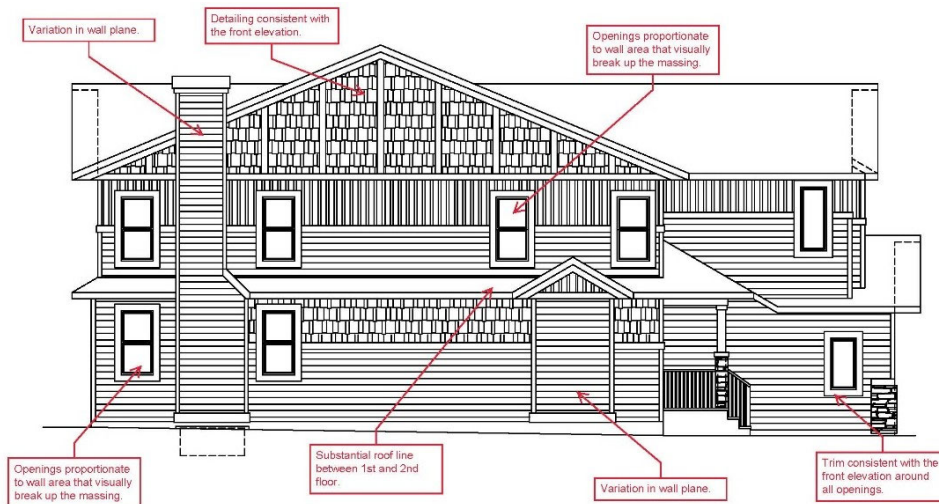 Variation in wall plane.
Detailing consistent with
the front elevation.
Openings proportionate
to wall area that visually
break up the massing.
Openings proportionate
to wall area that visually
break up the massing.
Substantial roof line
between 1st and 2nd
floor.
Variation in wall plane.
Trim consistent with the
front elevation around
all openings.